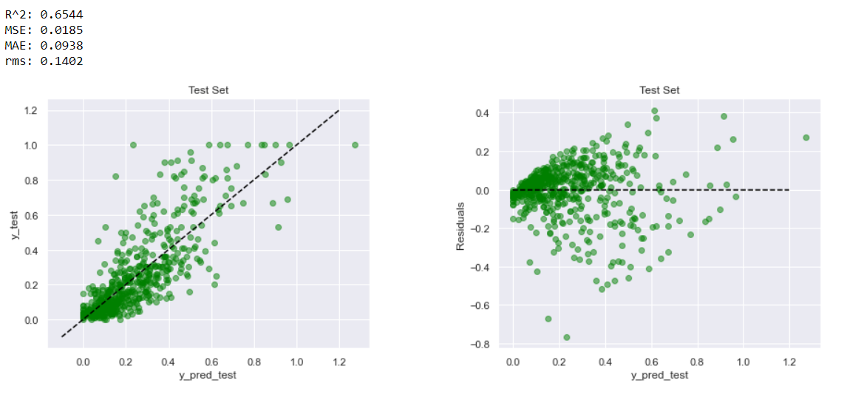 R^2: 0.6544
MSE: 0.0185
MAE: 0.0938
rms: 0.1402
Test Set
1.2
1.0
0.8
0.6
0.4
0.2
0.0
y_test
0.0 0.2 0.4 0.6 0.8 1.0 1.2
y_pred_test
Test Set
0.4
0.2
0.0
−0.2
−0.4
−0.6
−0.8
Residuals
0.0 0.2 0.4 0.6 0.8 1.0 1.2
y_pred_test